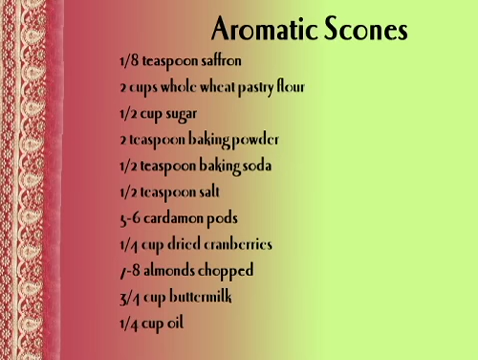 Aromatic Scones
1/8 teaspoon saffron
2 cups whole wheat pastry flour
1/2 cup sugar
2 teaspoon baking powder
1/2 teaspoon baking soda
1/2 teaspoon salt
5-6 cardamon pods
1/4 cup dried cranberries
7-8 almonds chopped
3/4 cup buttermilk
1/4 cup oil